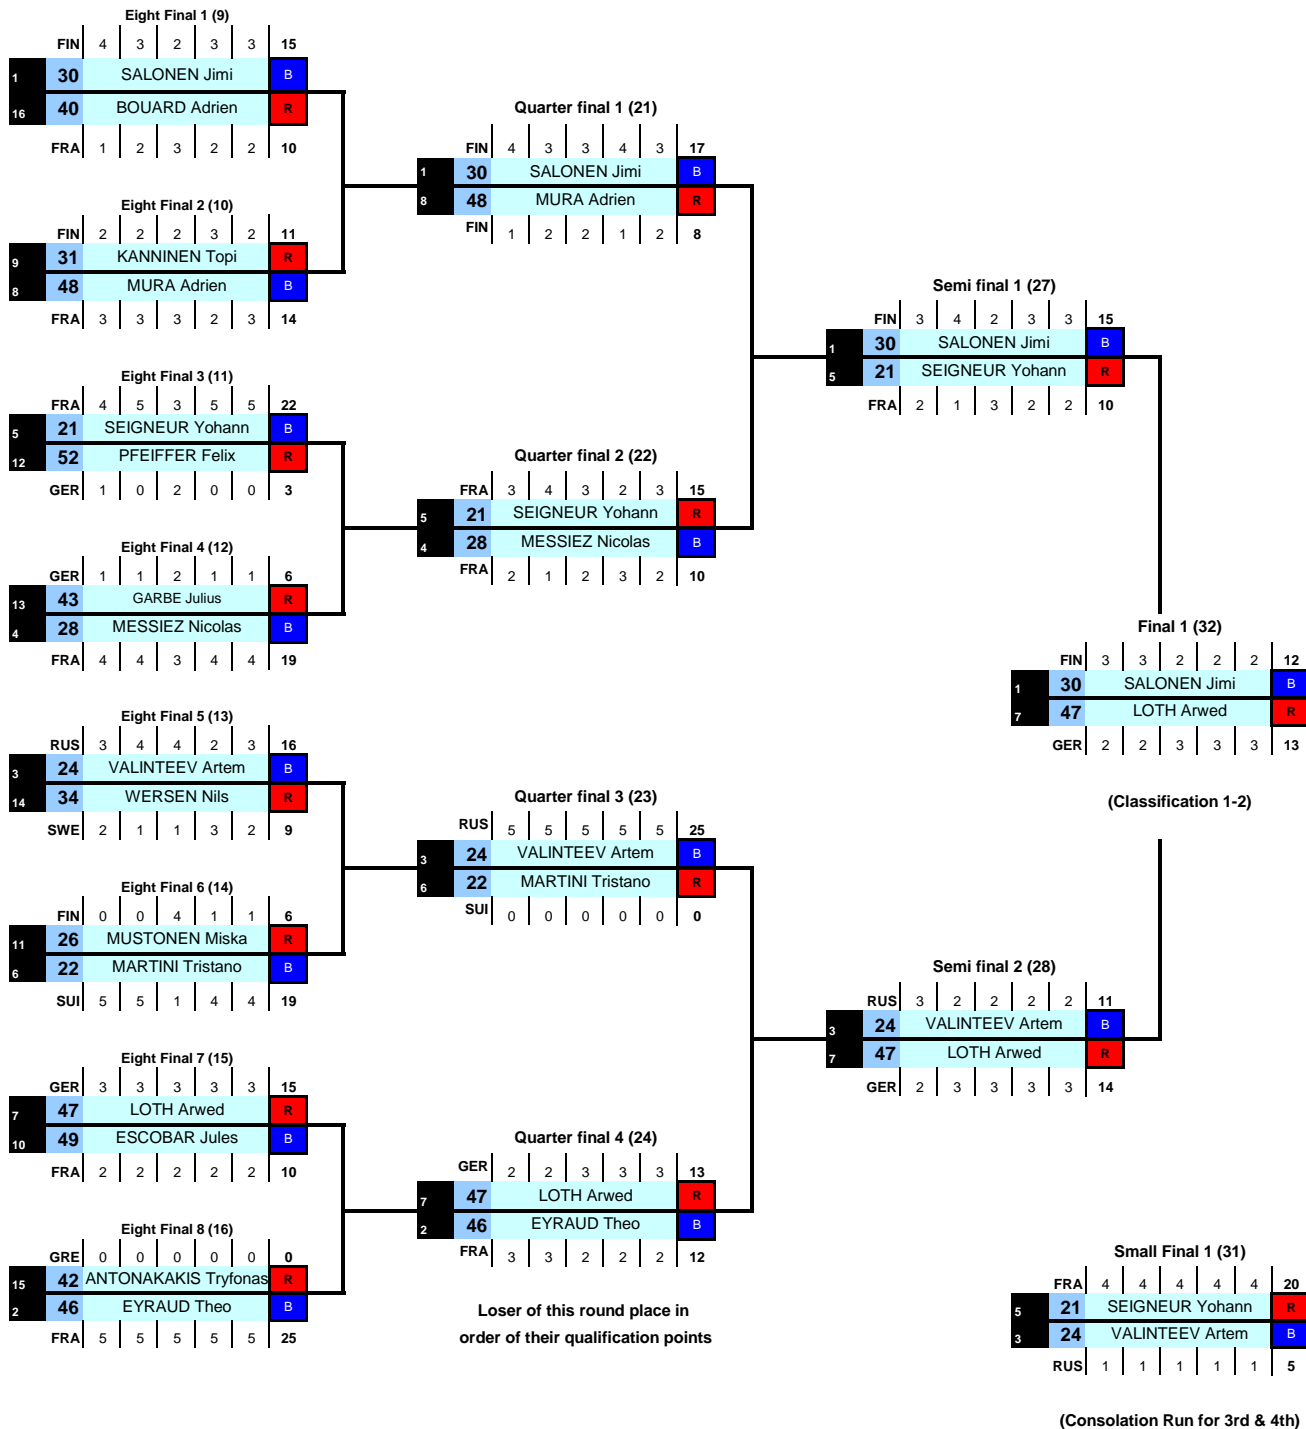 Eight Final 1 (9)
FIN 4 3 2 3 3 15
1 30 SALONEN Jimi B
16 40 BOUARD Adrien R
FRA 1 2 3 2 2 10
Eight Final 2 (10)
FIN 2 2 2 3 2 11
9 31 KANNINEN Topi R
8 48 MURA Adrien B
FRA 3 3 3 2 3 14
Eight Final 3 (11)
FRA 4 5 3 5 5 22
5 21 SEIGNEUR Yohann B
12 52 PFEIFFER Felix R
GER 1 0 2 0 0 3
Eight Final 4 (12)
GER 1 1 2 1 1 6
13 43 GARBE Julius R
4 28 MESSIEZ Nicolas B
FRA 4 4 3 4 4 19
Eight Final 5 (13)
RUS 3 4 4 2 3 16
3 24 VALINTEEV Artem B
14 34 WERSEN Nils R
SWE 2 1 1 3 2 9
Eight Final 6 (14)
FIN 0 0 4 1 1 6
11 26 MUSTONEN Miska R
6 22 MARTINI Tristano B
SUI 5 5 1 4 4 19
Eight Final 7 (15)
GER 3 3 3 3 3 15
7 47 LOTH Arwed R
10 49 ESCOBAR Jules B
FRA 2 2 2 2 2 10
Eight Final 8 (16)
GRE 0 0 0 0 0 0
15 42 ANTONAKAKIS Tryfonas R
2 46 EYRAUD Theo B
FRA 5 5 5 5 5 25
Quarter final 1 (21)
FIN 4 3 3 4 3 17
1 30 SALONEN Jimi B
8 48 MURA Adrien R
FIN 1 2 2 1 2 8
Quarter final 2 (22)
FRA 3 4 3 2 3 15
5 21 SEIGNEUR Yohann R
4 28 MESSIEZ Nicolas B
FRA 2 1 2 3 2 10
Quarter final 3 (23)
RUS 5 5 5 5 5 25
3 24 VALINTEEV Artem B
6 22 MARTINI Tristano R
SUI 0 0 0 0 0 0
Quarter final 4 (24)
GER 2 2 3 3 3 13
7 47 LOTH Arwed R
2 46 EYRAUD Theo B
FRA 3 3 2 2 2 12
Loser of this round place in
order of their qualification points
Semi final 1 (27)
FIN 3 4 2 3 3 15
1 30 SALONEN Jimi B
5 21 SEIGNEUR Yohann R
FRA 2 1 3 2 2 10
Semi final 2 (28)
RUS 3 2 2 2 2 11
3 24 VALINTEEV Artem B
7 47 LOTH Arwed R
GER 2 3 3 3 3 14
Final 1 (32)
FIN 3 3 2 2 2 12
1 30 SALONEN Jimi B
7 47 LOTH Arwed R
GER 2 2 3 3 3 13
(Classification 1-2)
Small Final 1 (31)
FRA 4 4 4 4 4 20
5 21 SEIGNEUR Yohann R
3 24 VALINTEEV Artem B
RUS 1 1 1 1 1 5
(Consolation Run for 3rd & 4th)